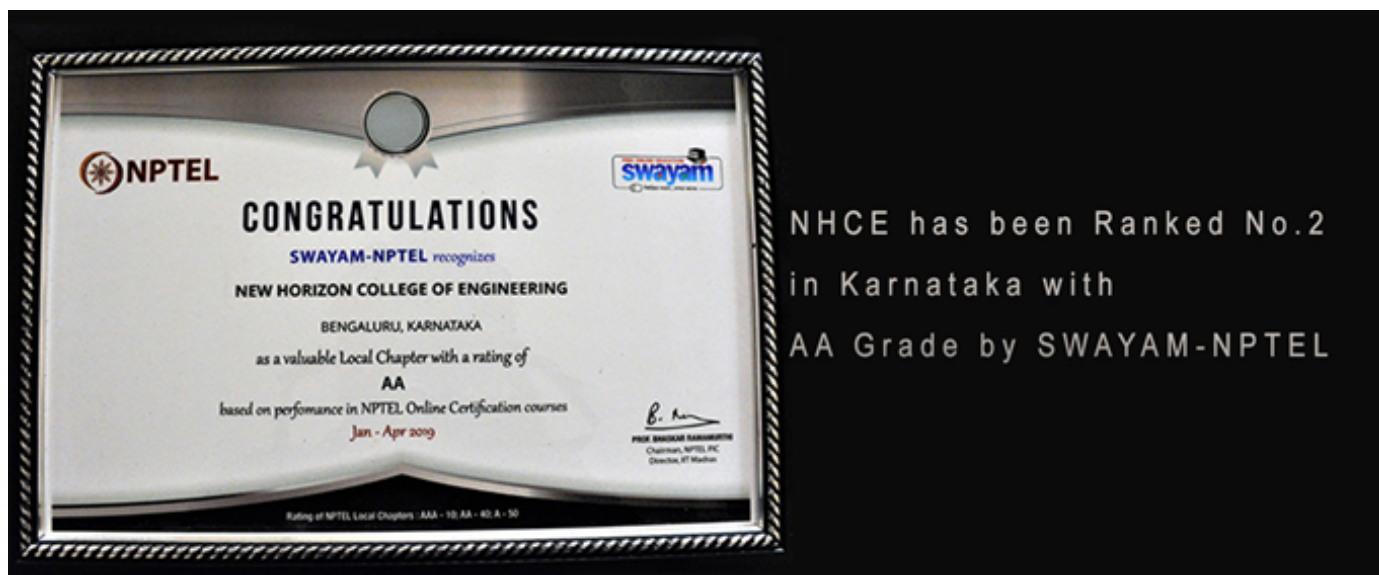 NPTEL
swayam
CONGRATULATIONS
SWAYAM-NPTEL recognizes
NEW HORIZON COLLEGE OF ENGINEERING
BENGALURU, KARNATAKA
as a valuable Local Chapter with a rating of
AA
based on perfomance in NPTEL Online Certification courses
Jan - Apr 2019
PROF. BHASKAR RAMAMURTHI
Chairman, NPTEL PIC
Director, IIT Madras
Rating of NPTEL Local Chapters : AAA - 10; AA - 40; A - 50
NHCE has been Ranked No.2
in Karnataka with
AA Grade by SWAYAM-NPTEL